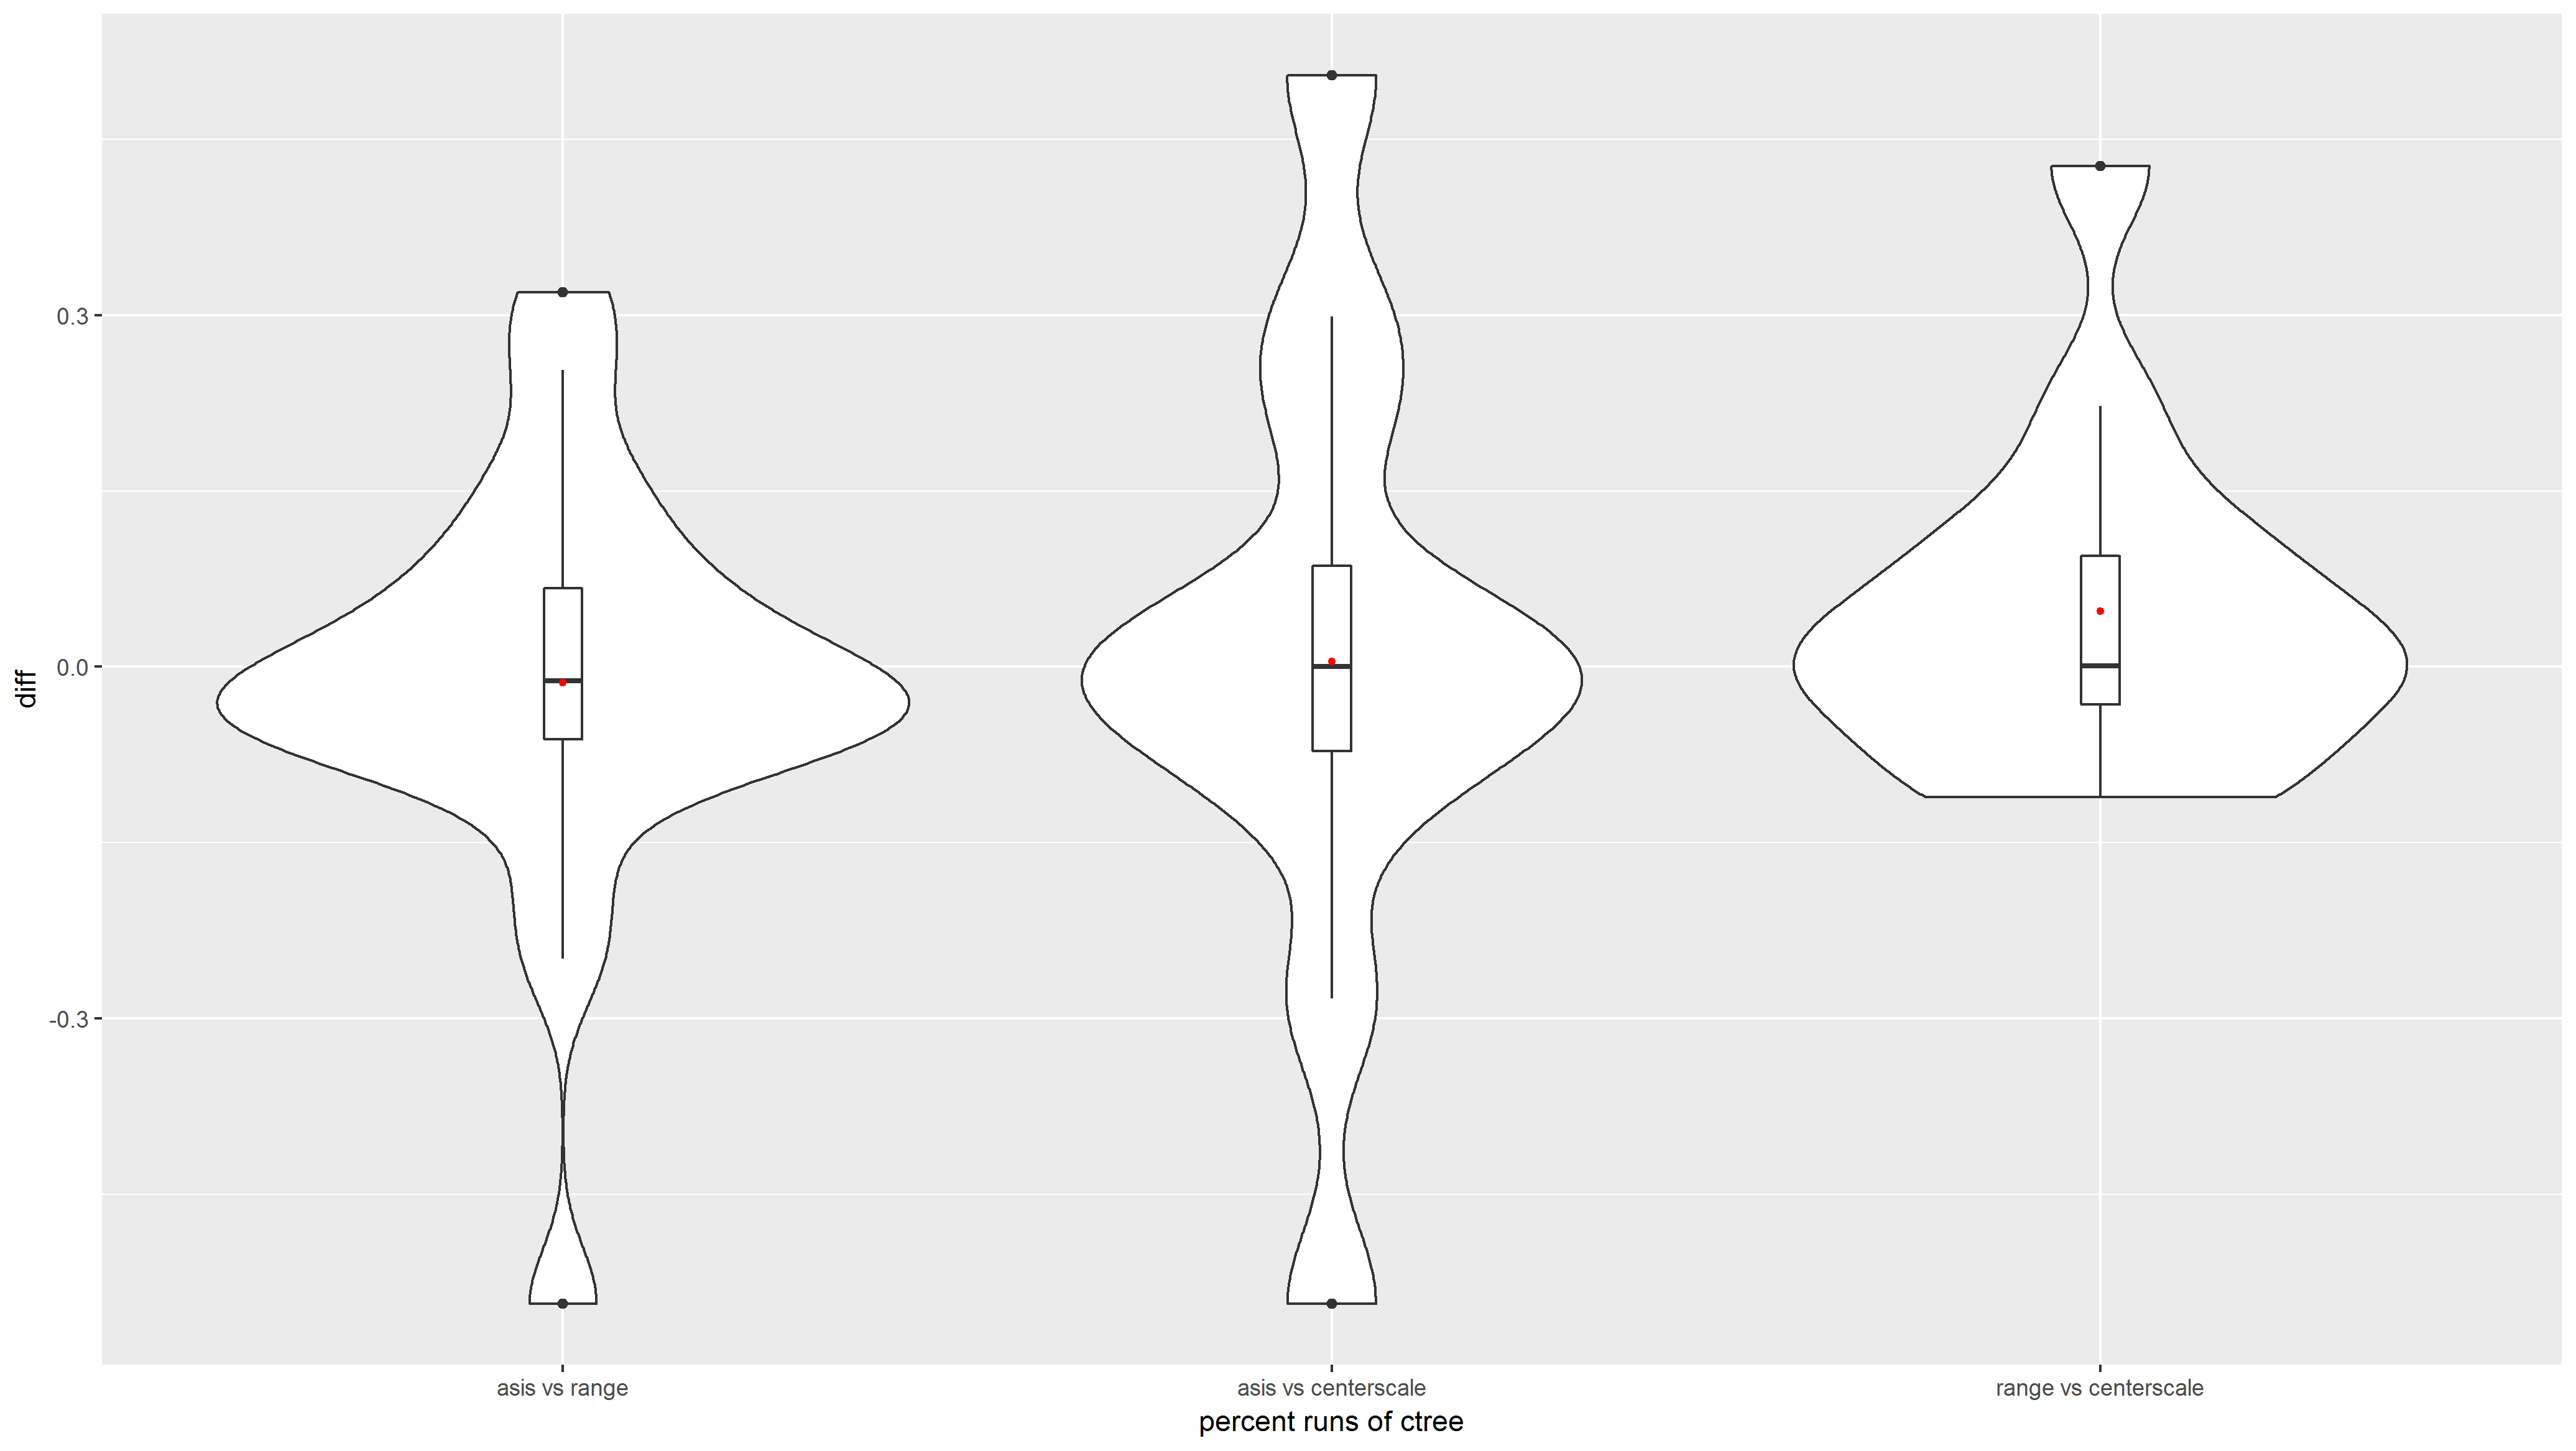 diff
0.3
0.0
-0.3
asis vs range
asis vs centerscale
range vs centerscale
percent runs of ctree